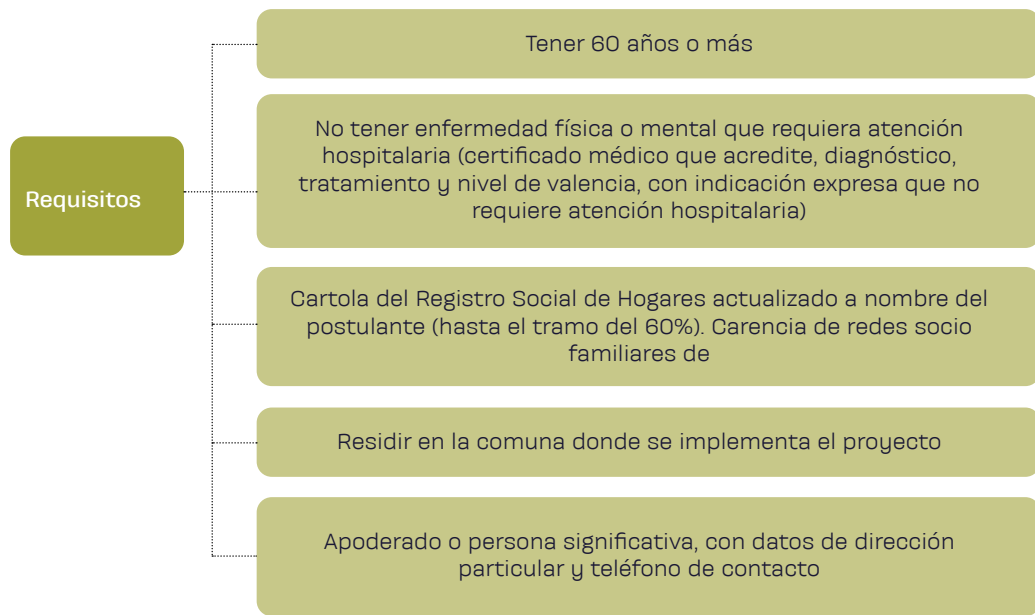 Requisitos
Tener 60 años o más
No tener enfermedad física o mental que requiera atención
hospitalaria (certificado médico que acredite, diagnóstico,
tratamiento y nivel de valencia, con indicación expresa que no
requiere atención hospitalaria)
Cartola del Registro Social de Hogares actualizado a nombre del
postulante (hasta el tramo del 60%). Carencia de redes socio
familiares de
Residir en la comuna donde se implementa el proyecto
Apoderado o persona significativa, con datos de dirección
particular y teléfono de contacto